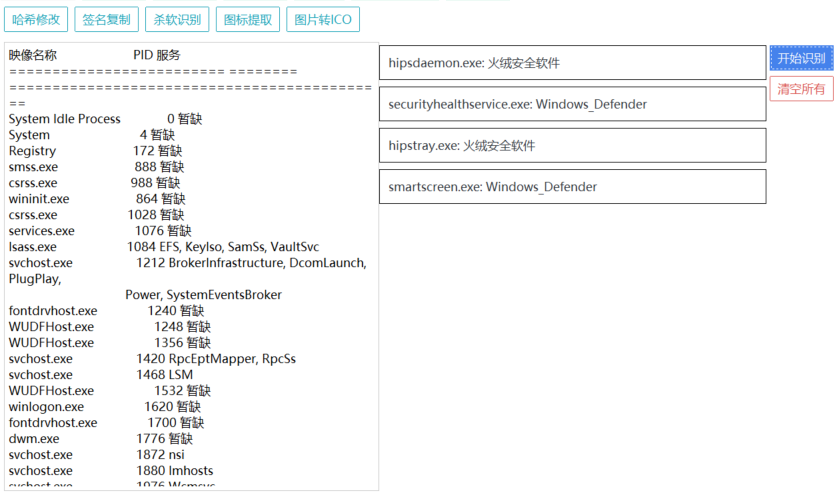 哈希修改 签名复制 杀软识别 图标提取 图片转ICO
映像名称 PID 服务
========================= ========
==========================================
==
System Idle Process 0 暂缺
System 4 暂缺
Registry 172 暂缺
smss.exe 888 暂缺
csrss.exe 988 暂缺
wininit.exe 864 暂缺
csrss.exe 1028 暂缺
services.exe 1076 暂缺
lsass.exe 1084 EFS, KeyIso, SamSs, VaultSvc
svchost.exe 1212 BrokerInfrastructure, DcomLaunch,
PlugPlay,
Power, SystemEventsBroker
fontdrvhost.exe 1240 暂缺
WUDFHost.exe 1248 暂缺
WUDFHost.exe 1356 暂缺
svchost.exe 1420 RpcEptMapper, RpcSs
svchost.exe 1468 LSM
WUDFHost.exe 1532 暂缺
winlogon.exe 1620 暂缺
fontdrvhost.exe 1700 暂缺
dwm.exe 1776 暂缺
svchost.exe 1872 nsi
svchost.exe 1880 lmhosts
svchost.exe 1976 Wcmsvc
hipsdaemon.exe: 火绒安全软件
securityhealthservice.exe: Windows_Defender
hipstray.exe: 火绒安全软件
smartscreen.exe: Windows_Defender
开始识别
清空所有